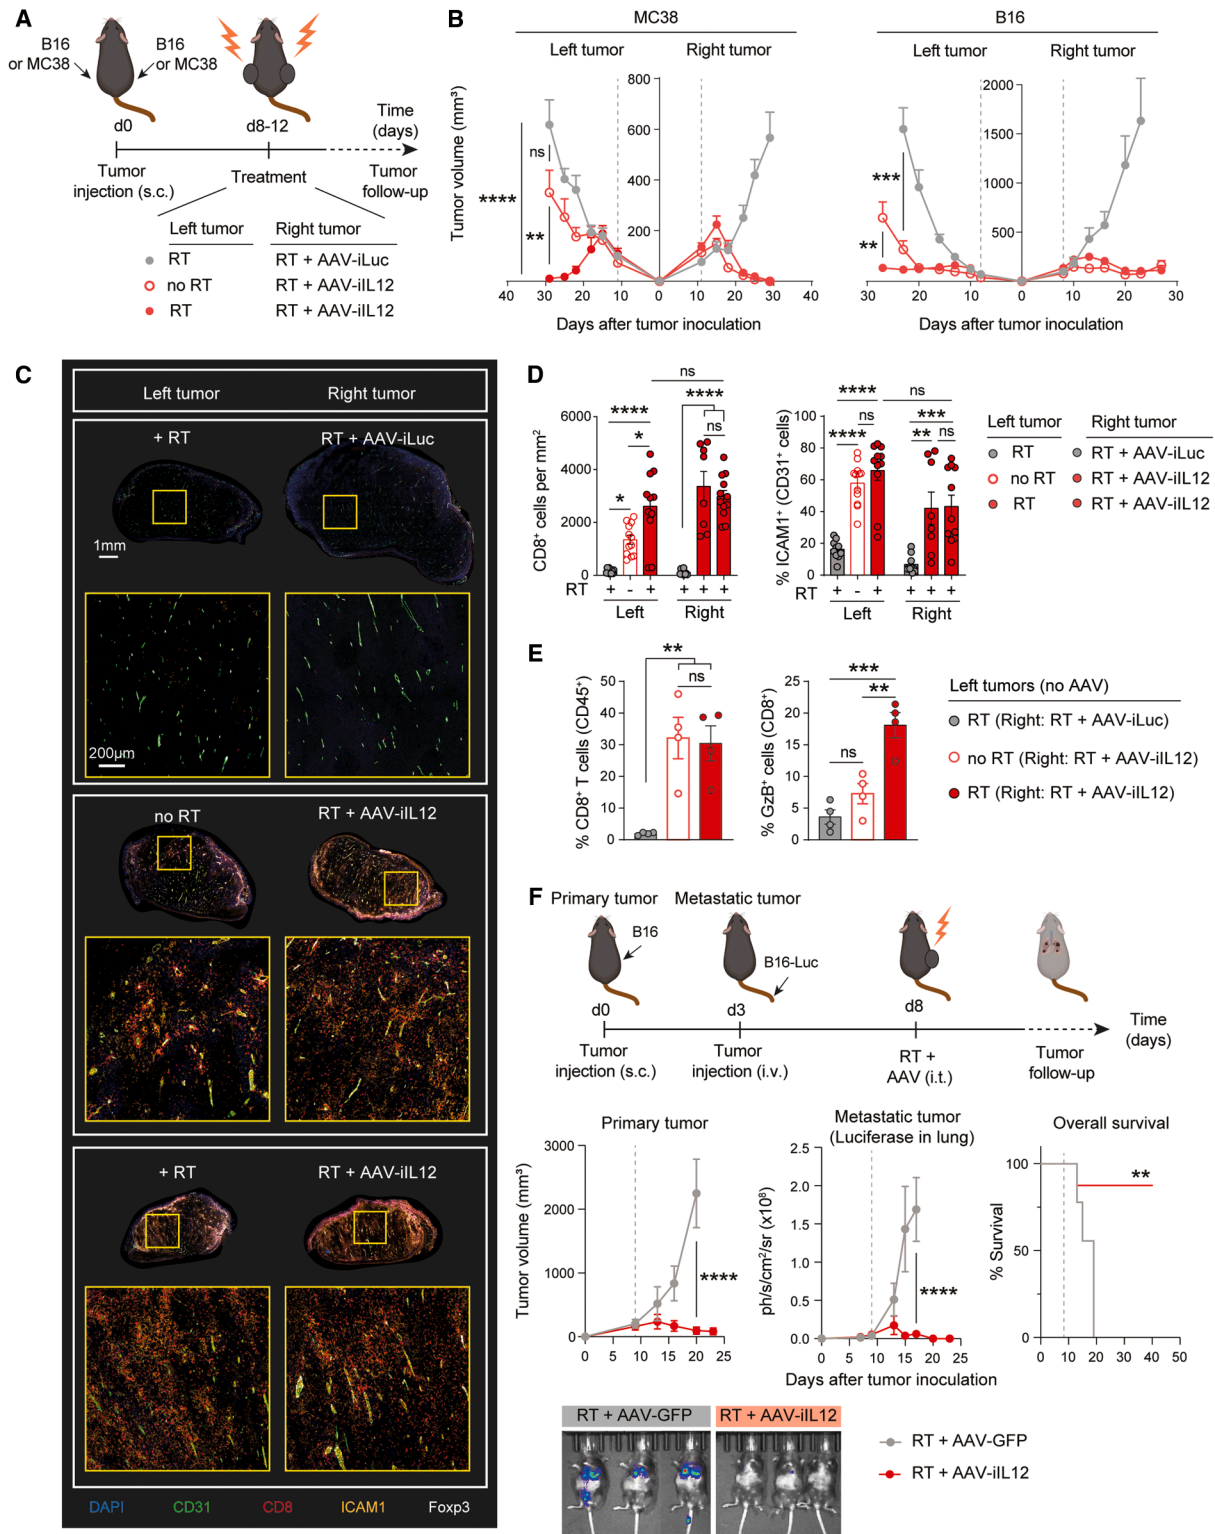 A
B16
or MC38
B16
or MC38
d0
d8-12
Time
(days)
Tumor
injection (s.c.)
Treatment
Tumor
follow-up
Left tumor
Right tumor
RT
RT + AAV-iLuc
no RT
RT + AAV-iIL12
RT
RT + AAV-iIL12
B
MC38
Left tumor
Right tumor
Tumor volume (mm³)
800
600
400
200
ns
****
**
40
30
20
10
0
10
20
30
40
Days after tumor inoculation
B16
Left tumor
Right tumor
2000
1500
1000
500
***
**
30
20
10
0
10
20
30
Days after tumor inoculation
C
Left tumor
Right tumor
+ RT
RT + AAV-iLuc
1mm
200µm
no RT
RT + AAV-iIL12
+ RT
RT + AAV-iIL12
DAPI
CD31
CD8
ICAM1
Foxp3
D
CD8⁺ cells per mm²
6000
4000
2000
0
ns
****
****
*
ns
*
RT
+ - + + + +
Left
Right
% ICAM1⁺ (CD31⁺ cells)
100
80
60
40
20
0
****
ns
ns
***
****
**
ns
RT
+ - + + + +
Left
Right
Left tumor
Right tumor
RT
RT + AAV-iLuc
no RT
RT + AAV-iIL12
RT
RT + AAV-iIL12
E
% CD8⁺ T cells (CD45⁺)
50
40
30
20
10
0
**
ns
% GzB⁺ cells (CD8⁺)
25
20
15
10
5
0
***
**
ns
Left tumors (no AAV)
RT (Right: RT + AAV-iLuc)
no RT (Right: RT + AAV-iIL12)
RT (Right: RT + AAV-iIL12)
F
Primary tumor
Metastatic tumor
B16
B16-Luc
d0
d3
d8
Time
(days)
Tumor
injection (s.c.)
Tumor
injection (i.v.)
RT +
AAV (i.t.)
Tumor
follow-up
Primary tumor
Tumor volume (mm³)
3000
2000
1000
0
****
0 5 10 15 20 25
Metastatic tumor
(Luciferase in lung)
ph/s/cm²/sr (x10⁸)
2.5
2.0
1.5
1.0
0.5
0.0
****
0 5 10 15 20 25
Days after tumor inoculation
Overall survival
% Survival
100
50
0
**
0 10 20 30 40 50
RT + AAV-GFP
RT + AAV-iIL12
RT + AAV-GFP
RT + AAV-iIL12